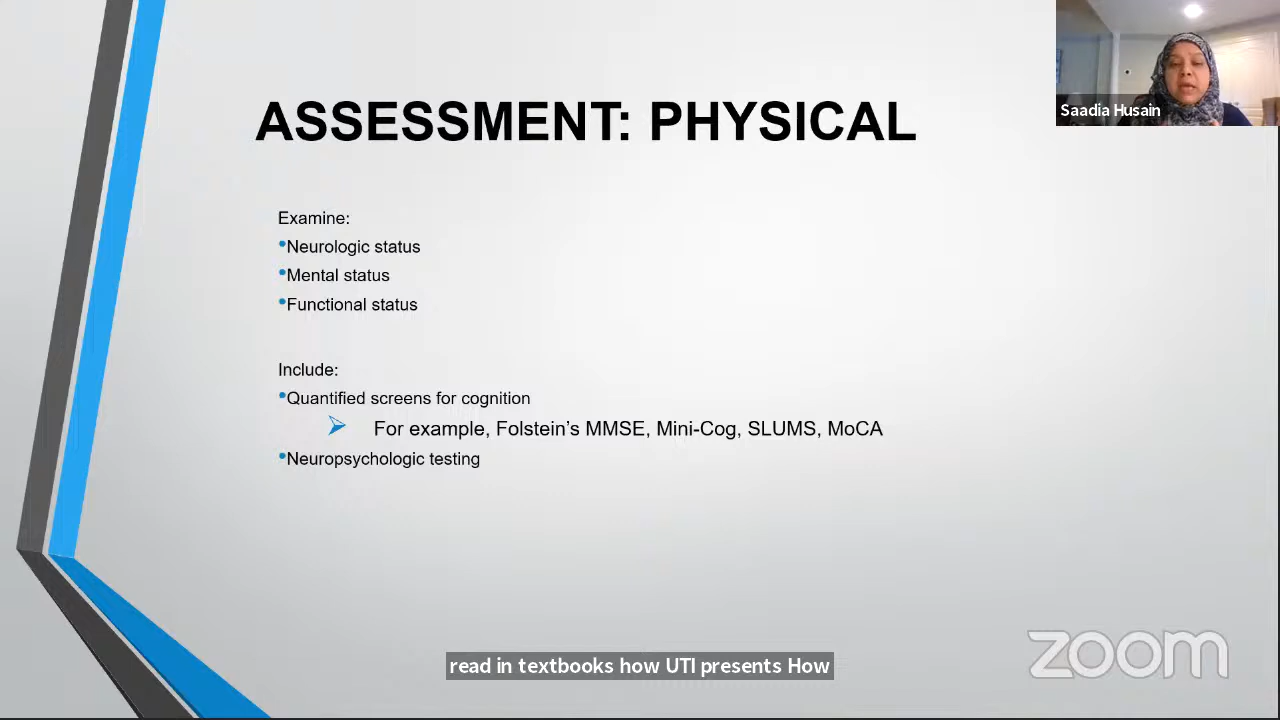 ASSESSMENT: PHYSICAL
Saadia Husain
Examine:
•Neurologic status
•Mental status
•Functional status
Include:
•Quantified screens for cognition
For example, Folstein’s MMSE, Mini-Cog, SLUMS, MoCA
•Neuropsychologic testing
read in textbooks how UTI presents How
zoom